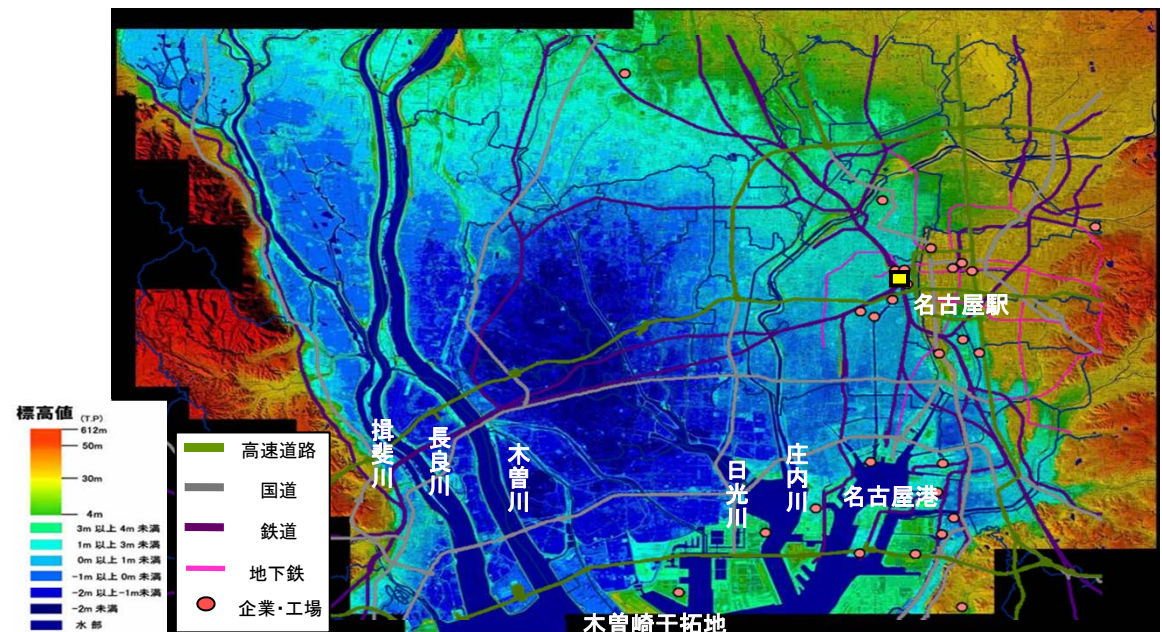 名古屋駅
揖斐川
長良川
木曽川
日光川
庄内川
名古屋港
木曽崎干拓地
標高値 (T.P)
612m
50m
30m
4m
3m 以上 4m 未満
1m 以上 3m 未満
0m 以上 1m 未満
-1m 以上 0m 未満
-2m 以上-1m未満
-2m 未満
水 部
高速道路
国道
鉄道
地下鉄
企業・工場